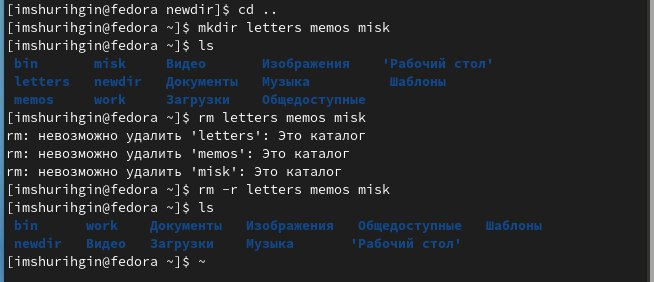 [imshurihgin@fedora newdir]$ cd ..
[imshurihgin@fedora ~]$ mkdir letters memos misk
[imshurihgin@fedora ~]$ ls
bin misk Видео Изображения 'Рабочий стол'
letters newdir Документы Музыка Шаблоны
memos work Загрузки Общедоступные
[imshurihgin@fedora ~]$ rm letters memos misk
rm: невозможно удалить 'letters': Это каталог
rm: невозможно удалить 'memos': Это каталог
rm: невозможно удалить 'misk': Это каталог
[imshurihgin@fedora ~]$ rm -r letters memos misk
[imshurihgin@fedora ~]$ ls
bin work Документы Изображения Общедоступные Шаблоны
newdir Видео Загрузки Музыка 'Рабочий стол'
[imshurihgin@fedora ~]$ ~